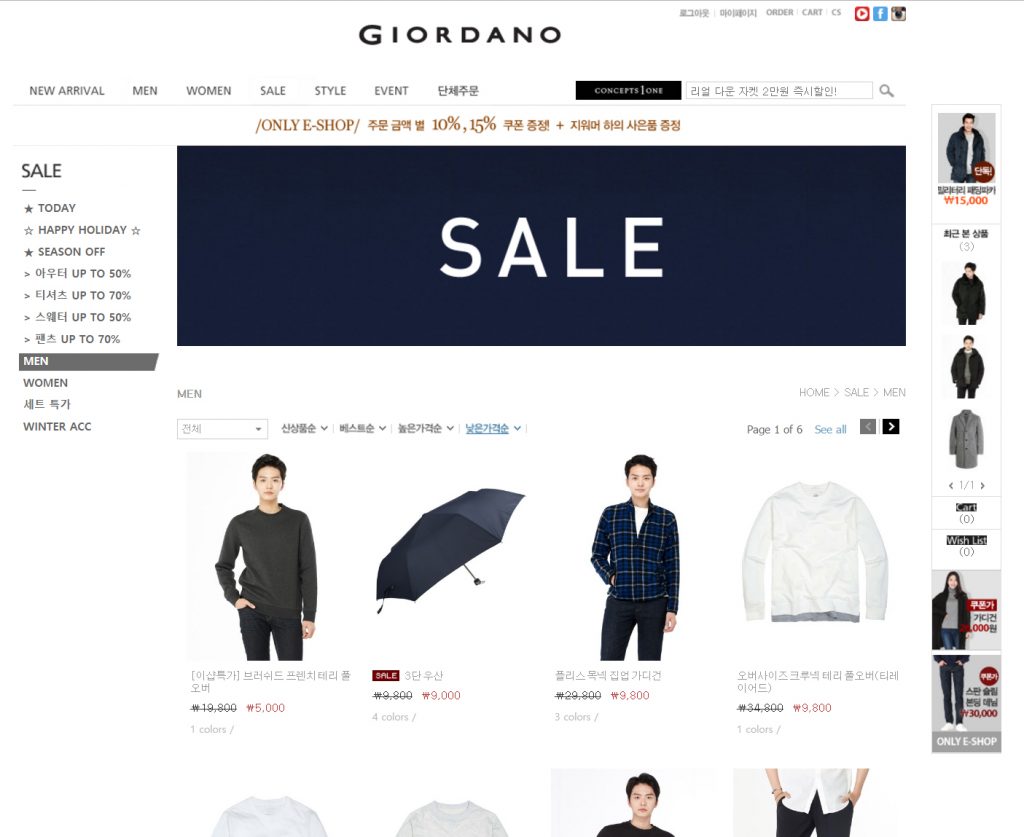 로그아웃 | 마이페이지 ORDER | CART | CS
GIORDANO
NEW ARRIVAL MEN WOMEN SALE STYLE EVENT 단체주문
CONCEPTS1ONE
리얼 다운 자켓 2만원 즉시할인!
/ONLY E-SHOP/ 주문 금액 별 10%, 15% 쿠폰 증정! + 지워머 하의 사은품 증정
SALE
★ TODAY
☆ HAPPY HOLIDAY ☆
★ SEASON OFF
> 아우터 UP TO 50%
> 티셔츠 UP TO 70%
> 스웨터 UP TO 50%
> 팬츠 UP TO 70%
MEN
WOMEN
세트 특가
WINTER ACC
SALE
MEN
HOME > SALE > MEN
전체
신상품순 | 베스트순 | 높은가격순 | 낮은가격순 |
Page 1 of 6 See all
[이샵특가] 브러쉬드 프렌치 테리 풀
오버
₩19,800 ₩5,000
1 colors /
SALE 3단 우산
₩9,800 ₩9,000
4 colors /
플리스 목넥 집업 가디건
₩29,800 ₩9,800
3 colors /
오버사이즈 크루넥 테리 풀오버(티레
이어드)
₩34,800 ₩9,800
1 colors /
단독!
밀리터리 패딩파카
₩15,000
최근 본 상품
(3)
< 1/1 >
Cart
(0)
Wish List
(0)
쿠폰가
가디건
,000원
쿠폰가
스판 슬림
본딩 데님
₩30,000
ONLY E-SHOP